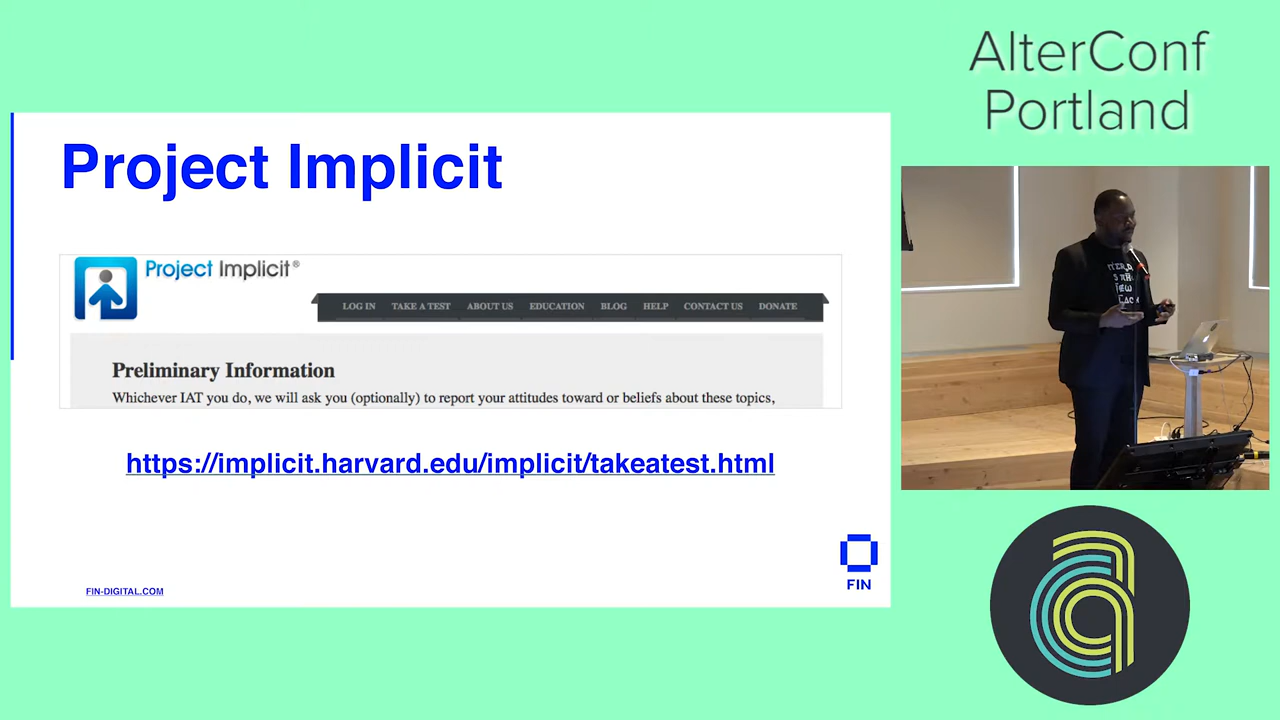 AlterConf
Portland
Project Implicit
Project Implicit®
LOG IN TAKE A TEST ABOUT US EDUCATION BLOG HELP CONTACT US DONATE
Preliminary Information
Whichever IAT you do, we will ask you (optionally) to report your attitudes toward or beliefs about these topics,
https://implicit.harvard.edu/implicit/takeatest.html
FIN-DIGITAL.COM
FIN